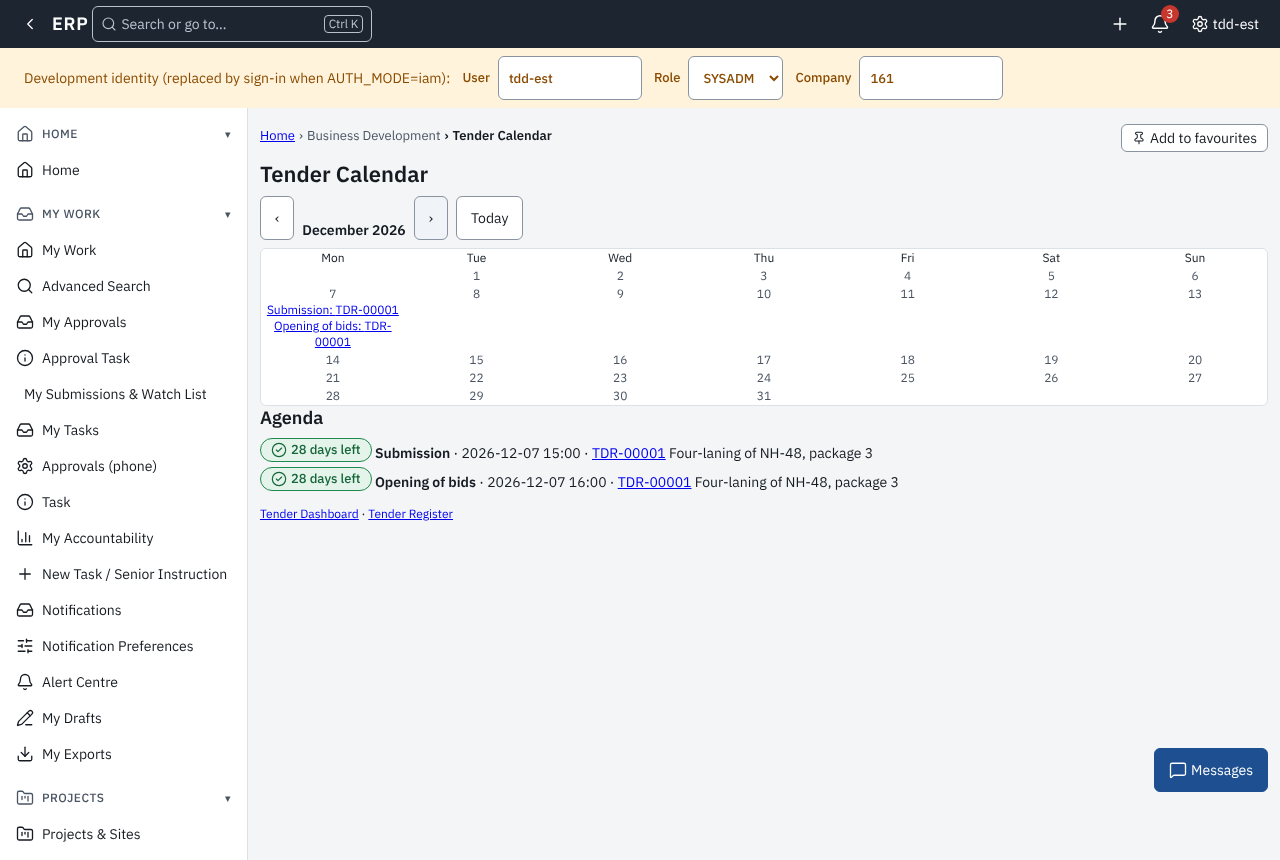 ERP Search or go to... Ctrl K 3 tdd-est
Development identity (replaced by sign-in when AUTH_MODE=iam): User tdd-est Role SYSADM Company 161
HOME
Home
MY WORK
My Work
Advanced Search
My Approvals
Approval Task
My Submissions & Watch List
My Tasks
Approvals (phone)
Task
My Accountability
New Task / Senior Instruction
Notifications
Notification Preferences
Alert Centre
My Drafts
My Exports
PROJECTS
Projects & Sites
Home › Business Development › Tender Calendar
Add to favourites
Tender Calendar
‹ December 2026 › Today
Mon Tue Wed Thu Fri Sat Sun
1 2 3 4 5 6
7 8 9 10 11 12 13
Submission: TDR-00001
Opening of bids: TDR-
00001
14 15 16 17 18 19 20
21 22 23 24 25 26 27
28 29 30 31
Agenda
28 days left Submission · 2026-12-07 15:00 · TDR-00001 Four-laning of NH-48, package 3
28 days left Opening of bids · 2026-12-07 16:00 · TDR-00001 Four-laning of NH-48, package 3
Tender Dashboard · Tender Register
Messages